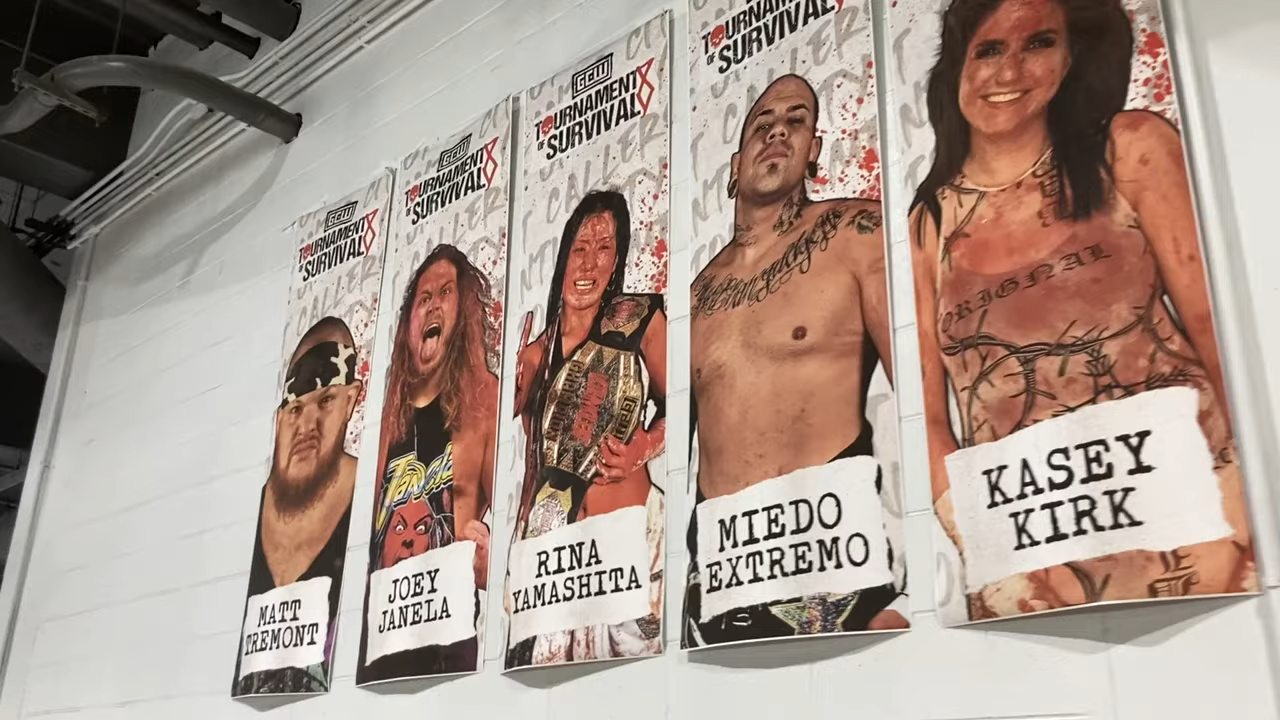 GCW
TOURNAMENT
OF SURVIVAL 8
MATT
TREMONT
GCW
TOURNAMENT
OF SURVIVAL 8
JOEY
JANELA
GCW
TOURNAMENT
OF SURVIVAL 8
RINA
YAMASHITA
TOURNAMENT
OF SURVIVAL
MIEDO
EXTREMO
ORIGINAL
KASEY
KIRK